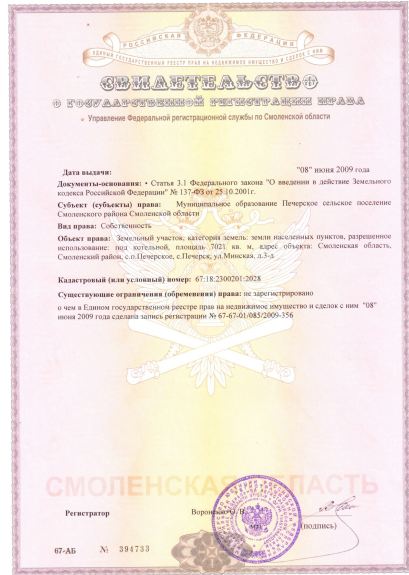 РОССИЙСКАЯ ФЕДЕРАЦИЯ
ЕДИНЫЙ ГОСУДАРСТВЕННЫЙ РЕЕСТР ПРАВ НА НЕДВИЖИМОЕ ИМУЩЕСТВО И СДЕЛОК С НИМ
СВИДЕТЕЛЬСТВО
О ГОСУДАРСТВЕННОЙ РЕГИСТРАЦИИ ПРАВА
Управление Федеральной регистрационной службы по Смоленской области
Дата выдачи: "08" июня 2009 года
Документы-основания: • Статья 3.1 Федерального закона "О введении в действие Земельного
кодекса Российской Федерации" № 137-ФЗ от 25.10.2001г.
Субъект (субъекты) права: Муниципальное образование Печерское сельское поселение
Смоленского района Смоленской области
Вид права: Собственность
Объект права: Земельный участок, категория земель: земли населенных пунктов, разрешенное
использование: под котельной, площадь 7021 кв. м, адрес объекта: Смоленская область,
Смоленский район, с.п.Печерское, с.Печерск, ул.Минская, д.3-д
Кадастровый (или условный) номер: 67:18:2300201:2028
Существующие ограничения (обременения) права: не зарегистрировано
о чем в Едином государственном реестре прав на недвижимое имущество и сделок с ним "08"
июня 2009 года сделана запись регистрации № 67-67-01/085/2009-356
СМОЛЕНСКАЯ ОБЛАСТЬ
Регистратор
М.П.
(подпись)
67-АБ № 394733